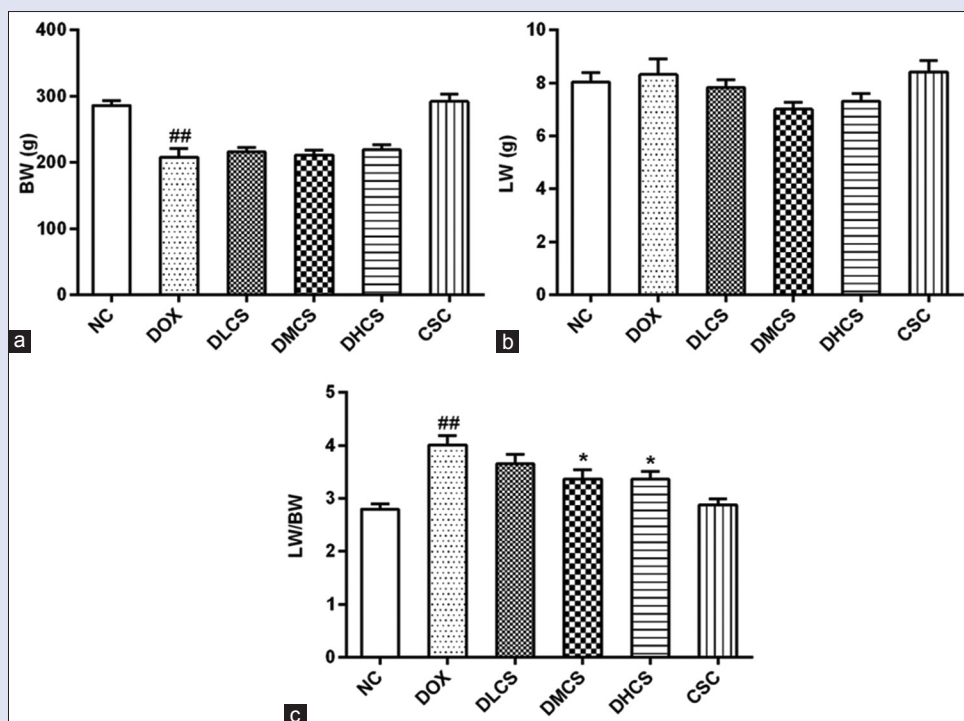 400
300
200
100
0
BW (g)
##
NC DOX DLCS DMCS DHCS CSC
a
10
8
6
4
2
0
LW (g)
NC DOX DLCS DMCS DHCS CSC
b
5
4
3
2
1
0
LW/BW
##
* *
NC DOX DLCS DMCS DHCS CSC
c